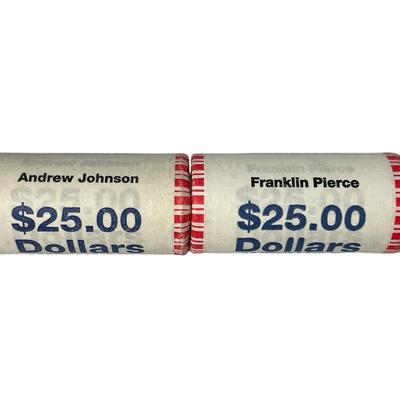 Andrew Johnson
$25.00
Dollars
Franklin Pierce
$25.00
Dollars